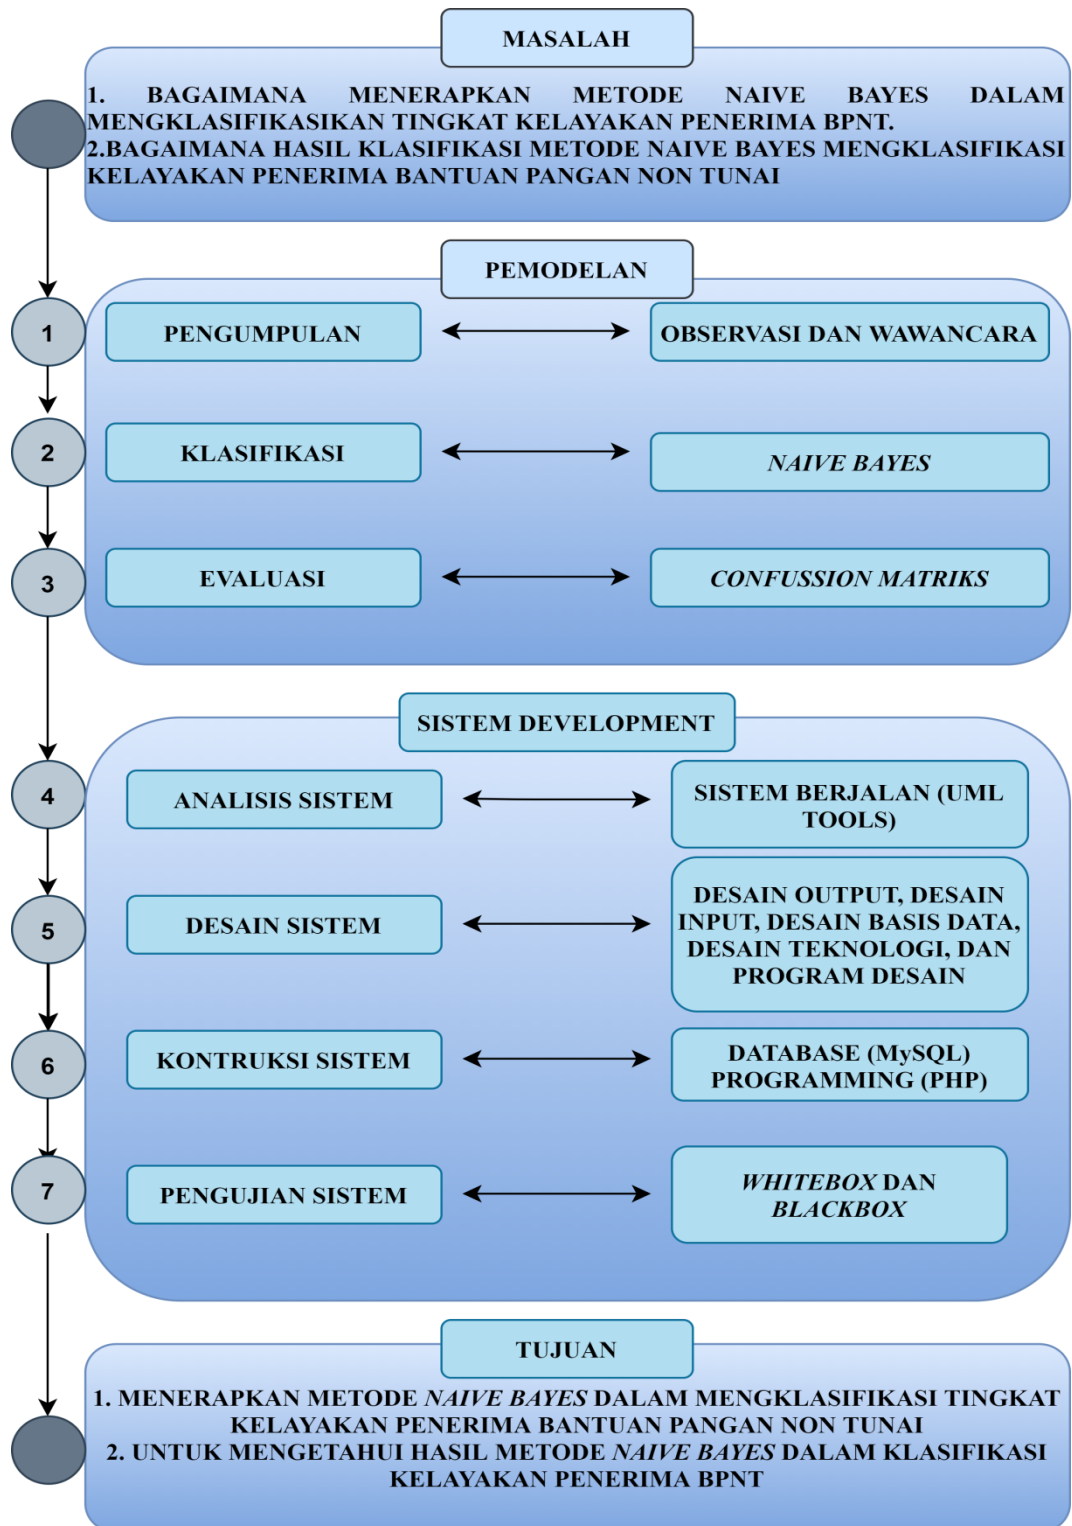 MASALAH
1. BAGAIMANA MENERAPKAN METODE NAIVE BAYES DALAM
MENGKLASIFIKASIKAN TINGKAT KELAYAKAN PENERIMA BPNT.
2.BAGAIMANA HASIL KLASIFIKASI METODE NAIVE BAYES MENGKLASIFIKASI
KELAYAKAN PENERIMA BANTUAN PANGAN NON TUNAI
PEMODELAN
1
PENGUMPULAN
OBSERVASI DAN WAWANCARA
2
KLASIFIKASI
NAIVE BAYES
3
EVALUASI
CONFUSSION MATRIKS
SISTEM DEVELOPMENT
4
ANALISIS SISTEM
SISTEM BERJALAN (UML
TOOLS)
5
DESAIN SISTEM
DESAIN OUTPUT, DESAIN
INPUT, DESAIN BASIS DATA,
DESAIN TEKNOLOGI, DAN
PROGRAM DESAIN
6
KONTRUKSI SISTEM
DATABASE (MySQL)
PROGRAMMING (PHP)
7
PENGUJIAN SISTEM
WHITEBOX DAN
BLACKBOX
TUJUAN
1. MENERAPKAN METODE NAIVE BAYES DALAM MENGKLASIFIKASI TINGKAT
KELAYAKAN PENERIMA BANTUAN PANGAN NON TUNAI
2. UNTUK MENGETAHUI HASIL METODE NAIVE BAYES DALAM KLASIFIKASI
KELAYAKAN PENERIMA BPNT